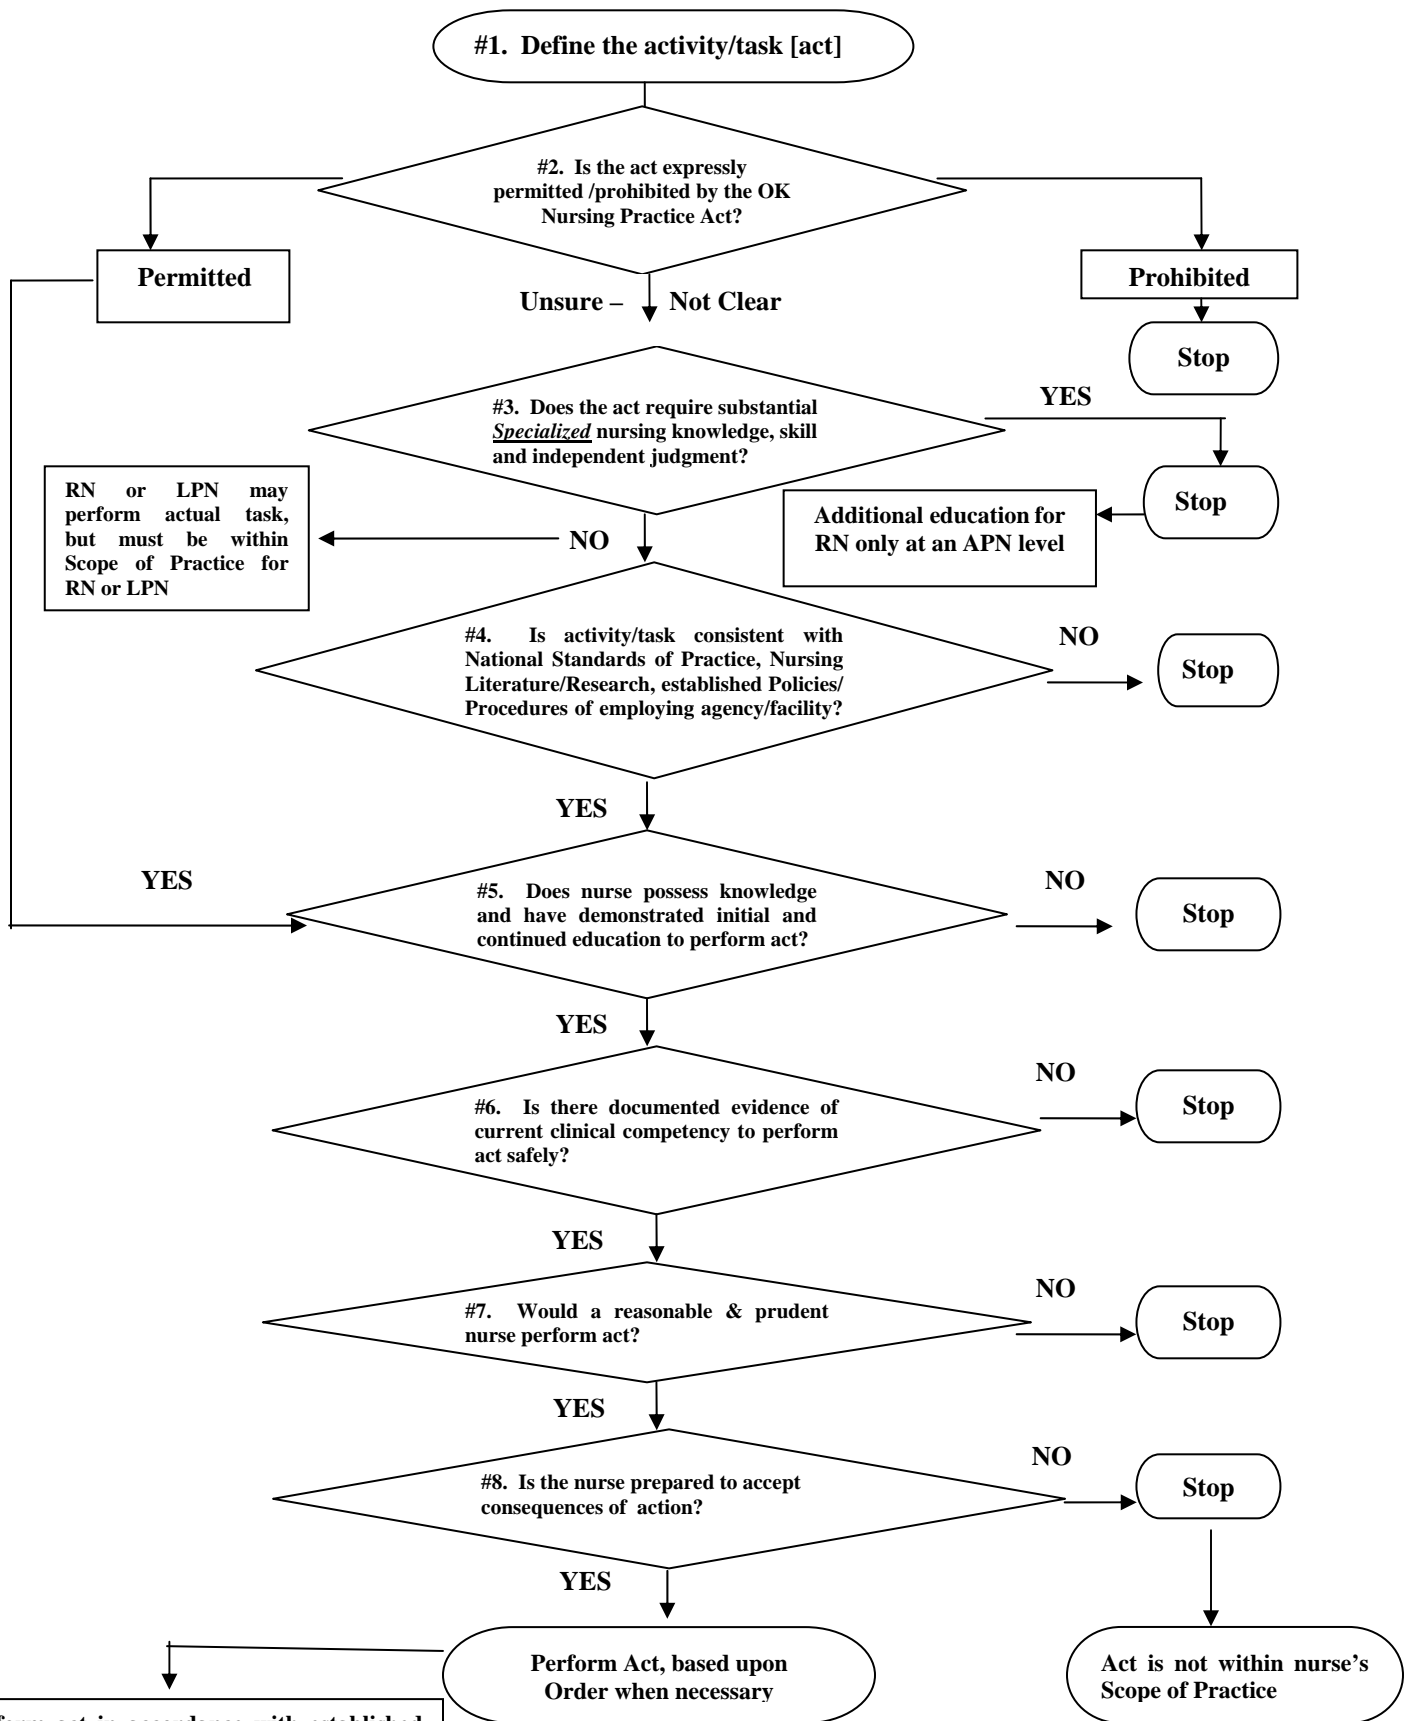 #1. Define the activity/task [act]
#2. Is the act expressly
permitted /prohibited by the OK
Nursing Practice Act?
Permitted
Prohibited
Unsure – Not Clear
Stop
#3. Does the act require substantial
Specialized nursing knowledge, skill
and independent judgment?
YES
Stop
RN or LPN may
perform actual task,
but must be within
Scope of Practice for
RN or LPN
Additional education for
RN only at an APN level
NO
#4. Is activity/task consistent with
National Standards of Practice, Nursing
Literature/Research, established Policies/
Procedures of employing agency/facility?
NO
Stop
YES
YES
#5. Does nurse possess knowledge
and have demonstrated initial and
continued education to perform act?
NO
Stop
YES
#6. Is there documented evidence of
current clinical competency to perform
act safely?
NO
Stop
YES
#7. Would a reasonable & prudent
nurse perform act?
NO
Stop
YES
#8. Is the nurse prepared to accept
consequences of action?
NO
Stop
YES
Perform Act, based upon
Order when necessary
Act is not within nurse's
Scope of Practice
act in accordance with established